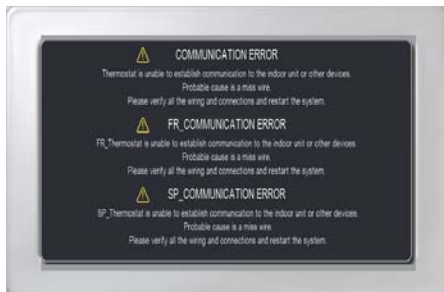 COMMUNICATION ERROR
Thermostat is unable to establish communication to the indoor unit or other devices.
Probable cause is a miss wire.
Please verify all the wiring and connections and restart the system.
FR_COMMUNICATION ERROR
FR_Thermostat is unable to establish communication to the indoor unit or other devices.
Probable cause is a miss wire.
Please verify all the wiring and connections and restart the system.
SP_COMMUNICATION ERROR
SP_Thermostat is unable to establish communication to the indoor unit or other devices.
Probable cause is a miss wire.
Please verify all the wiring and connections and restart the system.